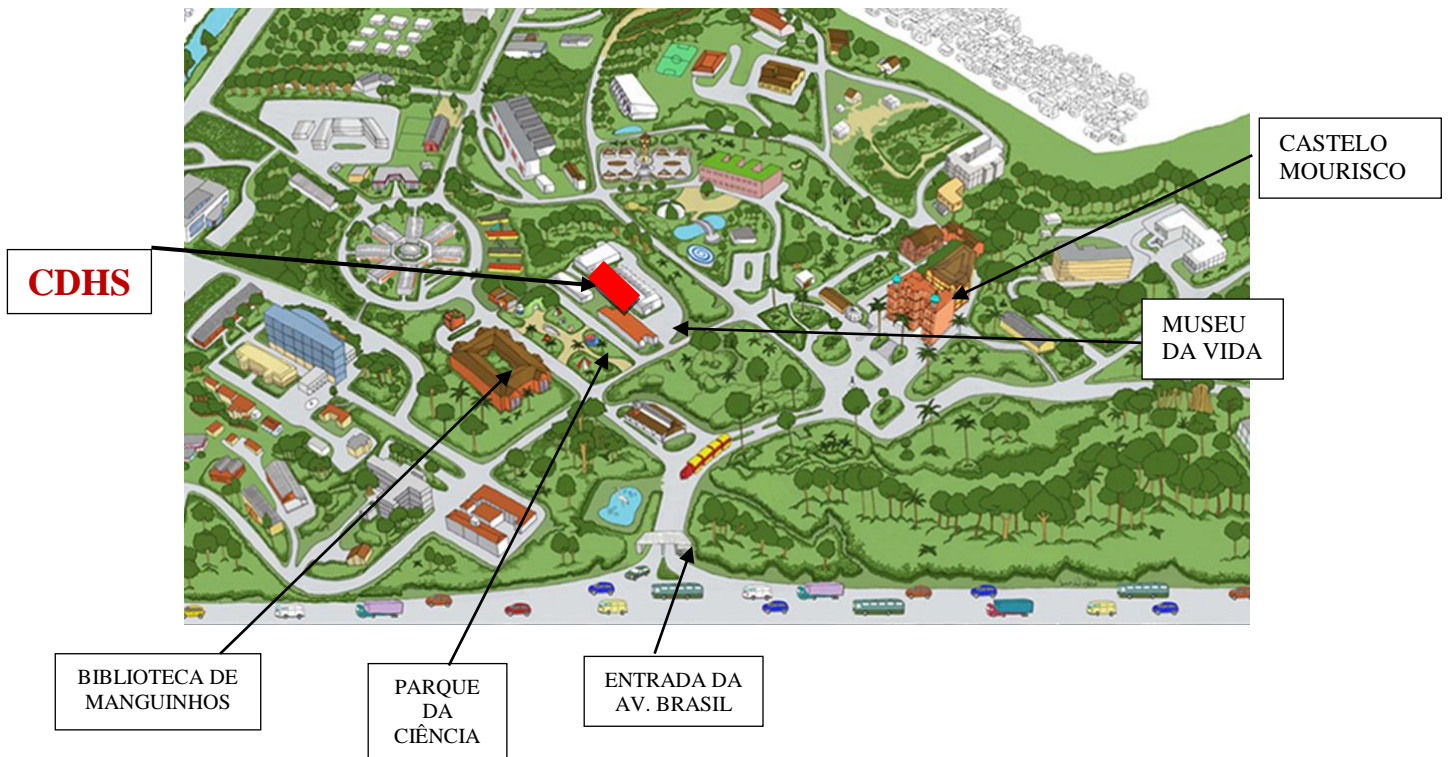 CASTELO
MOURISCO
CDHS
MUSEU
DA VIDA
BIBLIOTECA DE
MANGUINHOS
PARQUE
DA
CIÊNCIA
ENTRADA DA
AV. BRASIL